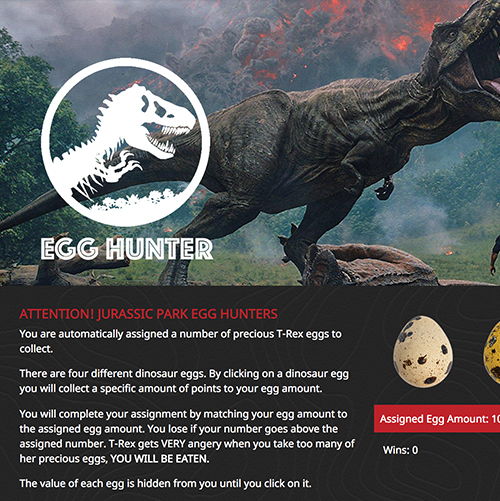 EGG HUNTER
ATTENTION! JURASSIC PARK EGG HUNTERS
You are automatically assigned a number of precious T-Rex eggs to
collect.
There are four different dinosaur eggs. By clicking on a dinosaur egg
you will collect a specific amount of points to your egg amount.
You will complete your assignment by matching your egg amount to
the assigned egg amount. You lose if your number goes above the
assigned number. T-Rex gets VERY angery when you take too many of
her precious eggs, YOU WILL BE EATEN.
The value of each egg is hidden from you until you click on it.
Assigned Egg Amount: 10
Wins: 0